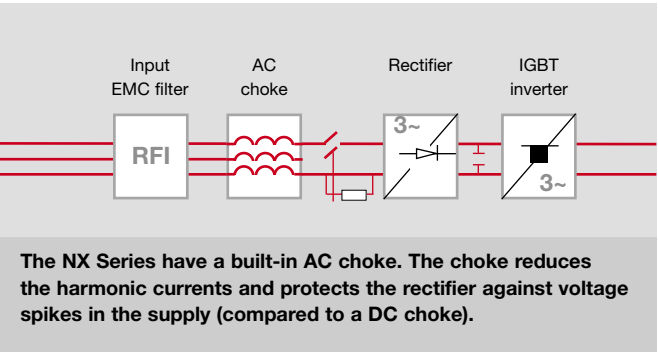 Input
EMC filter
AC
choke
Rectifier
IGBT
inverter
RFI
3~
3~
The NX Series have a built-in AC choke. The choke reduces
the harmonic currents and protects the rectifier against voltage
spikes in the supply (compared to a DC choke).